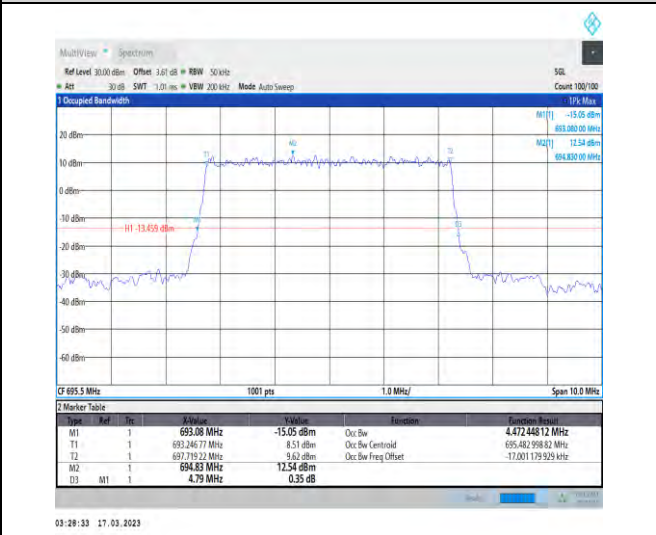 MultiView Spectrum
Ref Level 30.00 dBm Offset 3.61 dB RBW 50 kHz SGL
Att 30 dB SWT 1.01 ms VBW 200 kHz Mode Auto Sweep Count 100/100
1 Occupied Bandwidth 1Pk Max
M1[1] -15.05 dBm
693.080 00 MHz
M2[1] 12.54 dBm
694.830 00 MHz
20 dBm
M2
T1
T2
10 dBm
0 dBm
-10 dBm
M1
D3
H1 -13.459 dBm
-20 dBm
-30 dBm
-40 dBm
-50 dBm
-60 dBm
CF 695.5 MHz 1001 pts 1.0 MHz/ Span 10.0 MHz
2 Marker Table
Type Ref Trc X-Value Y-Value Function Function Result
M1 1 693.08 MHz -15.05 dBm Occ Bw 4.472 448 12 MHz
T1 1 693.246 77 MHz 8.51 dBm Occ Bw Centroid 695.482 998 82 MHz
T2 1 697.719 22 MHz 9.62 dBm Occ Bw Freq Offset -17.001 179 929 kHz
M2 1 694.83 MHz 12.54 dBm
D3 M1 1 4.79 MHz 0.35 dB
03:28:33 17.03.2023